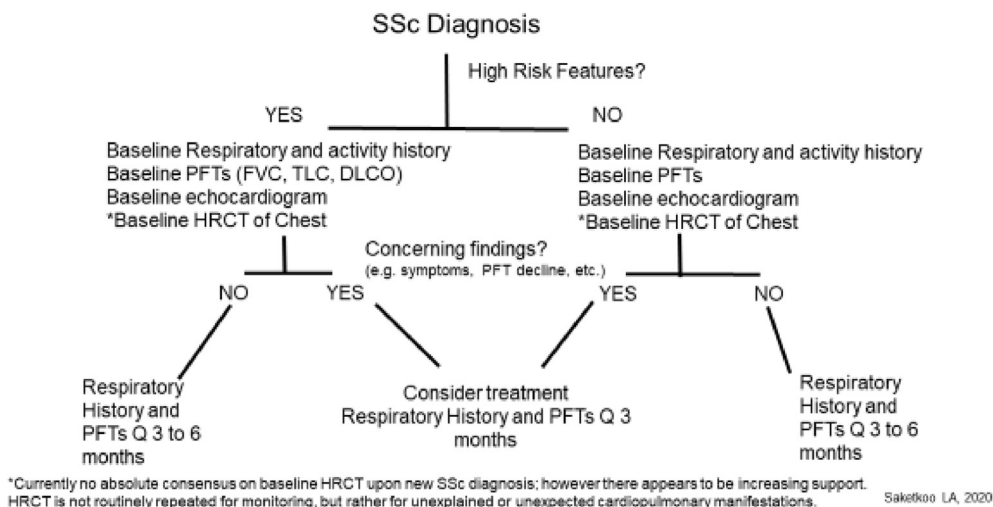 SSc Diagnosis
High Risk Features?
YES
NO
Baseline Respiratory and activity history
Baseline PFTs (FVC, TLC, DLCO)
Baseline echocardiogram
*Baseline HRCT of Chest
Baseline Respiratory and activity history
Baseline PFTs
Baseline echocardiogram
*Baseline HRCT of Chest
Concerning findings?
(e.g. symptoms, PFT decline, etc.)
NO
YES
YES
NO
Respiratory
History and
PFTs Q 3 to 6
months
Consider treatment
Respiratory History and PFTs Q 3
months
Respiratory
History and
PFTs Q 3 to 6
months
*Currently no absolute consensus on baseline HRCT upon new SSc diagnosis; however there appears to be increasing support.
HRCT is not routinely repeated for monitoring, but rather for unexplained or unexpected cardiopulmonary manifestations.
Saketkoo LA, 2020